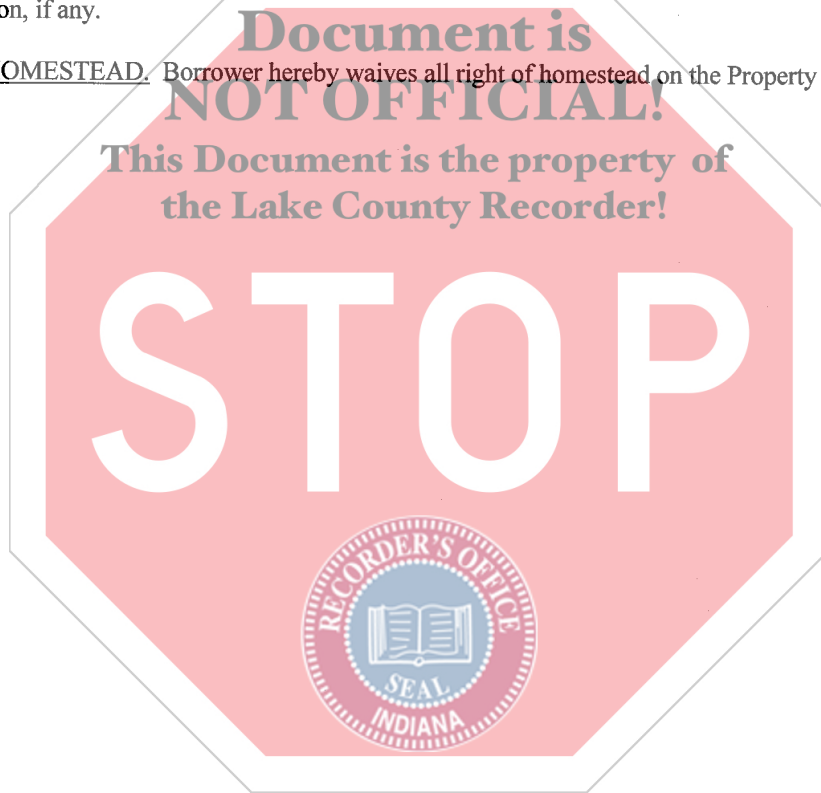 on, if any.
Document is
OMESTEAD. Borrower hereby waives all right of homestead on the Property
NOT OFFICIAL!
This Document is the property of
the Lake County Recorder!
STOP
RECORDER'S OFFICE
SEAL
INDIANA